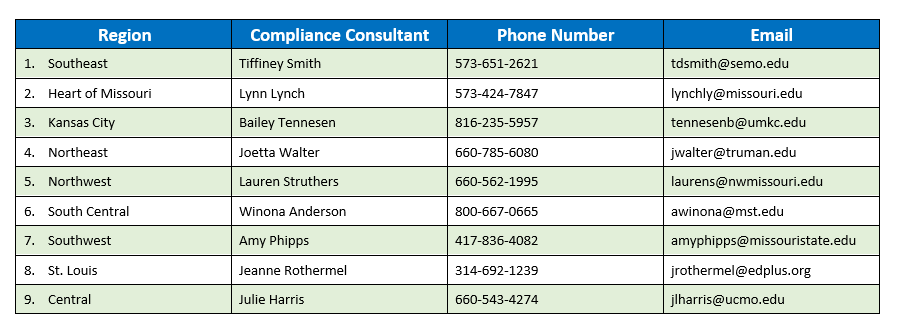 Region Compliance Consultant Phone Number Email
1. Southeast Tiffiney Smith 573-651-2621 tdsmith@semo.edu
2. Heart of Missouri Lynn Lynch 573-424-7847 lynchly@missouri.edu
3. Kansas City Bailey Tennesen 816-235-5957 tennesenb@umkc.edu
4. Northeast Joetta Walter 660-785-6080 jwalter@truman.edu
5. Northwest Lauren Struthers 660-562-1995 laurens@nwmissouri.edu
6. South Central Winona Anderson 800-667-0665 awinona@mst.edu
7. Southwest Amy Phipps 417-836-4082 amyphipps@missouristate.edu
8. St. Louis Jeanne Rothermel 314-692-1239 jrothermel@edplus.org
9. Central Julie Harris 660-543-4274 jlharris@ucmo.edu